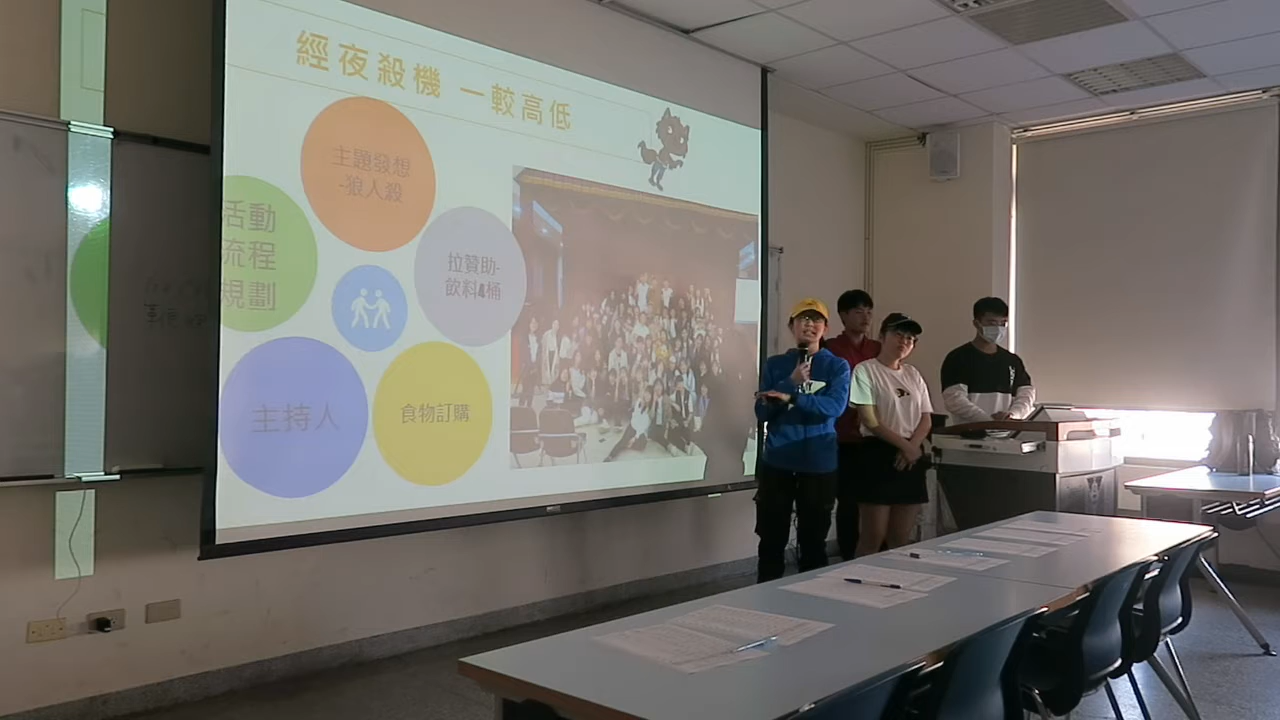 經夜殺機 一較高低
主題發想
-狼人殺
活動
流程
規劃
拉贊助-
飲料4桶
主持人
食物訂購